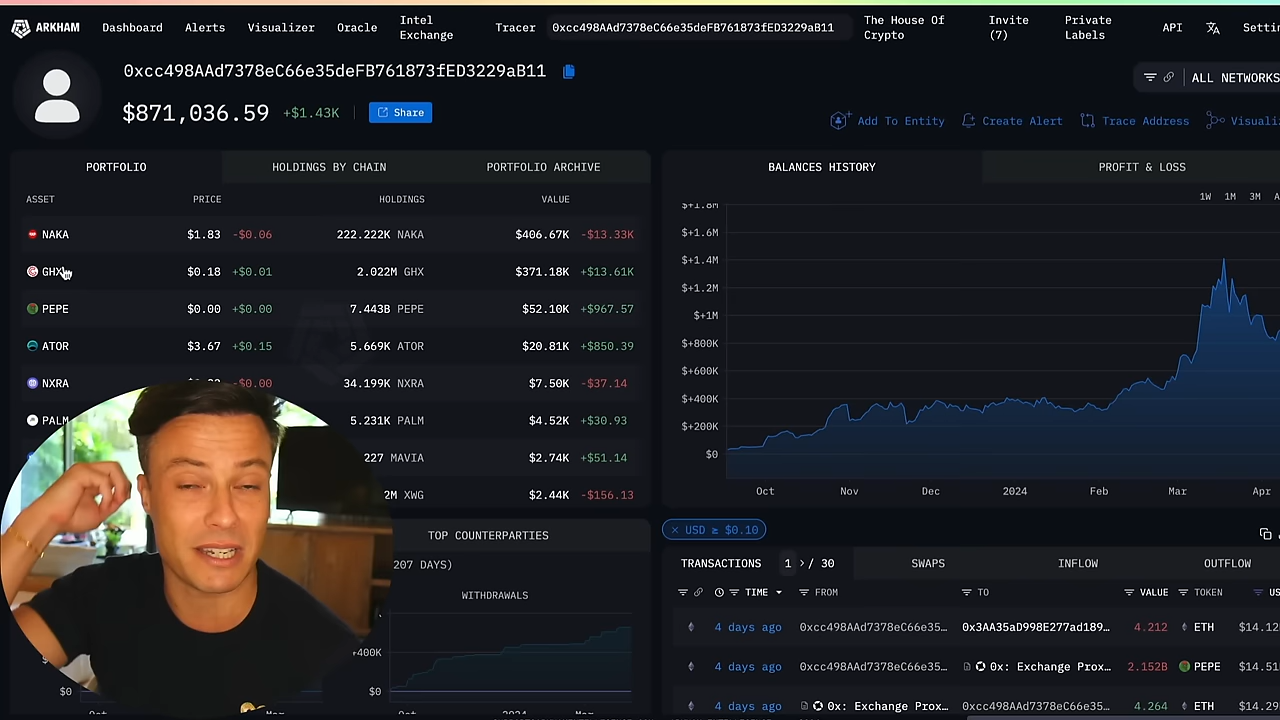 ARKHAM Dashboard Alerts Visualizer Oracle Intel Exchange Tracer 0xcc498AAd7378eC66e35deFB761873fED3229aB11 The House Of Crypto Invite (7) Private Labels API Settin
0xcc498AAd7378eC66e35deFB761873fED3229aB11
ALL NETWORKS
$871,036.59 +$1.43K Share
Add To Entity Create Alert Trace Address Visuali
PORTFOLIO HOLDINGS BY CHAIN PORTFOLIO ARCHIVE
ASSET PRICE HOLDINGS VALUE
NAKA $1.83 -$0.06 222.222K NAKA $406.67K -$13.33K
GHX $0.18 +$0.01 2.022M GHX $371.18K +$13.61K
PEPE $0.00 +$0.00 7.443B PEPE $52.10K +$967.57
ATOR $3.67 +$0.15 5.669K ATOR $20.81K +$850.39
NXRA -$0.00 34.199K NXRA $7.50K -$37.14
PALM 5.231K PALM $4.52K +$30.93
227 MAVIA $2.74K +$51.14
2M XWG $2.44K -$156.13
TOP COUNTERPARTIES
207 DAYS)
WITHDRAWALS
400K
$0 $0
Oct 2024 Mar
BALANCES HISTORY PROFIT & LOSS
1W 1M 3M A
$+1.8M
$+1.6M
$+1.4M
$+1.2M
$+1M
$+800K
$+600K
$+400K
$+200K
$0
Oct Nov Dec 2024 Feb Mar Apr
× USD ≥ $0.10
TRANSACTIONS 1 > / 30 SWAPS INFLOW OUTFLOW
TIME FROM TO VALUE TOKEN US
4 days ago 0xcc498AAd7378eC66e35… 0x3AA35aD998E277ad189… 4.212 ETH $14.12
4 days ago 0xcc498AAd7378eC66e35… 0x: Exchange Prox… 2.152B PEPE $14.51
4 days ago 0x: Exchange Prox… 0xcc498AAd7378eC66e35… 4.264 ETH $14.29